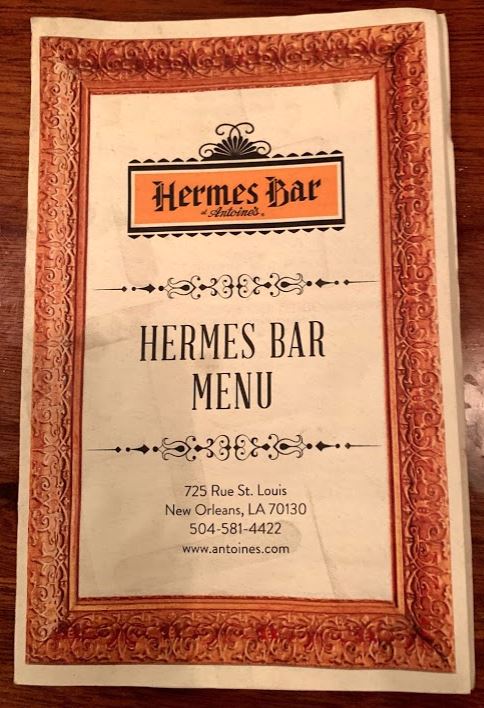 Hermes Bar
at Antoine's®
HERMES BAR
MENU
725 Rue St. Louis
New Orleans, LA 70130
504-581-4422
www.antoines.com